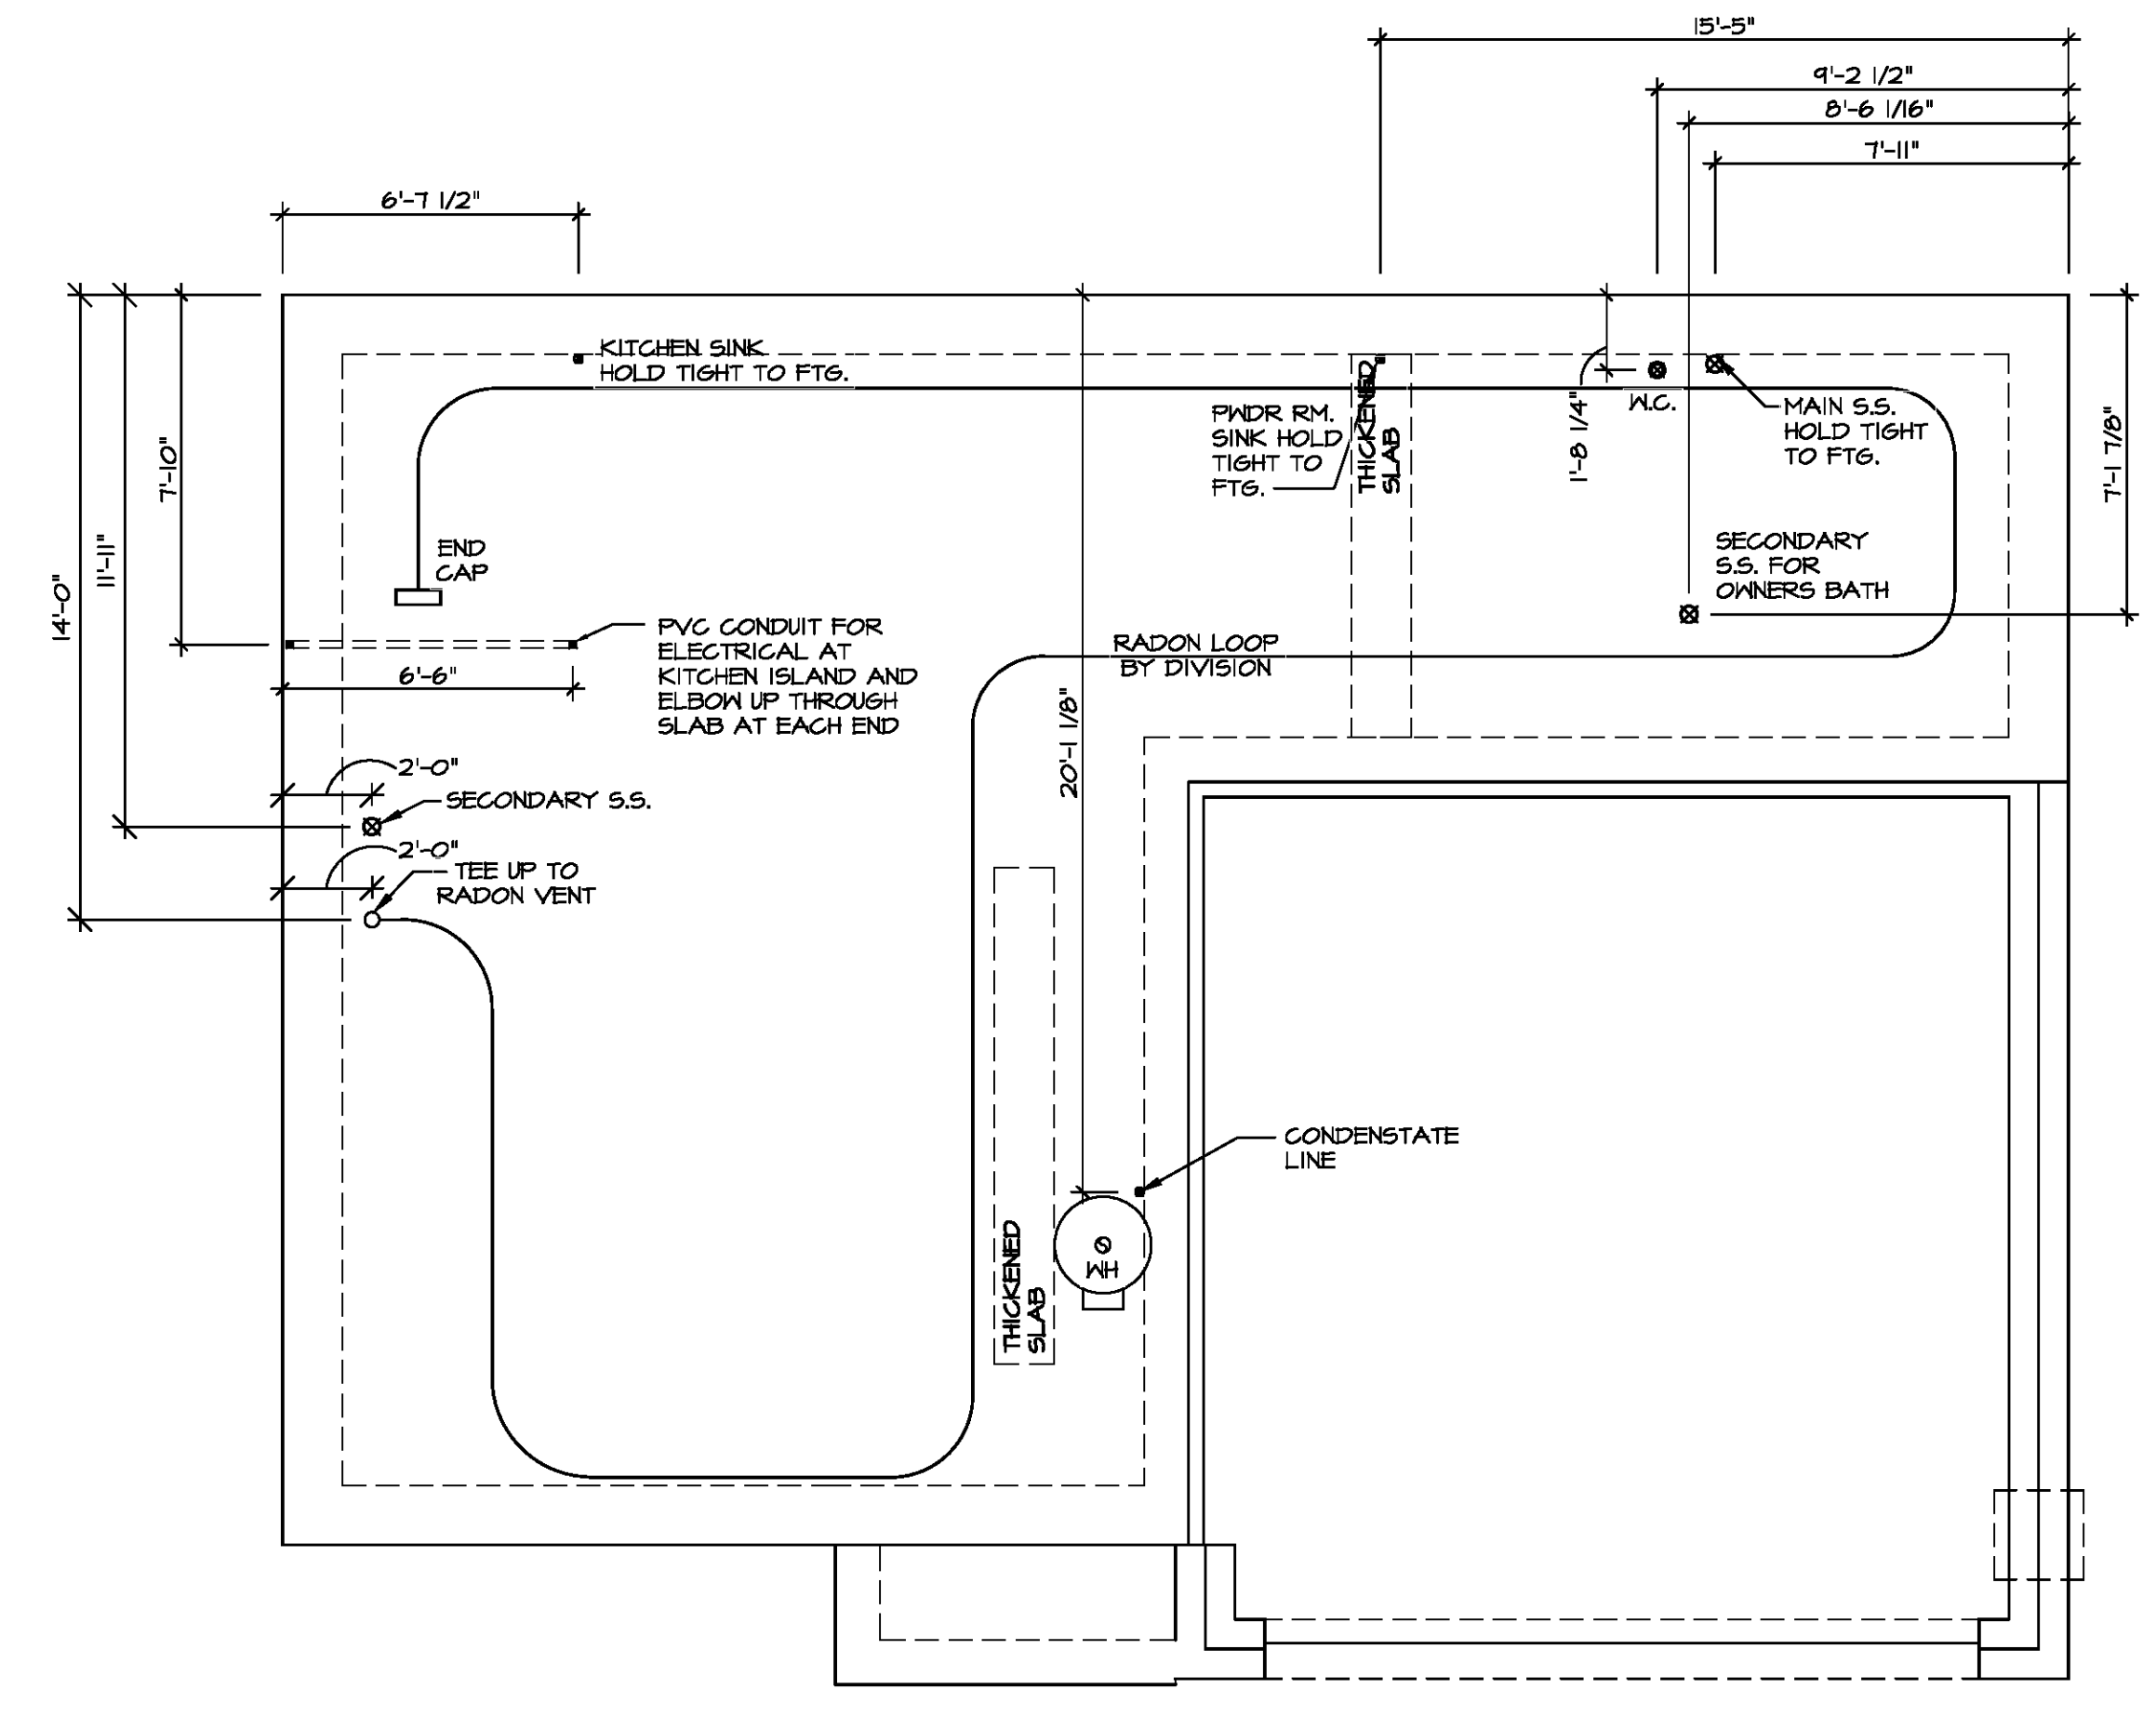 15'-5"
9'-2 1/2"
8'-6 1/16"
7'-11"
6'-7 1/2"
KITCHEN SINK
HOLD TIGHT TO FTG.
PWDR RM.
SINK HOLD
TIGHT TO
FTG.
THICKENED
SLAB
1'-8 1/4"
W.C.
MAIN S.S.
HOLD TIGHT
TO FTG.
7'-1 7/8"
7'-10"
11'-11"
14'-0"
END
CAP
SECONDARY
S.S. FOR
OWNERS BATH
PVC CONDUIT FOR
ELECTRICAL AT
KITCHEN ISLAND AND
ELBOW UP THROUGH
SLAB AT EACH END
6'-6"
RADON LOOP
BY DIVISION
20'-1 1/8"
2'-0"
SECONDARY S.S.
2'-0"
TEE UP TO
RADON VENT
CONDENSTATE
LINE
THICKENED
SLAB
WH